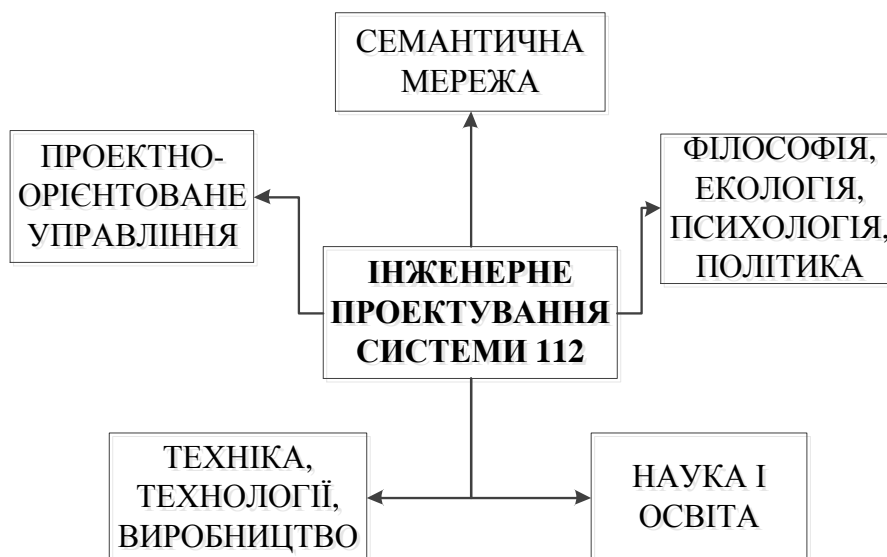 СЕМАНТИЧНА
МЕРЕЖА
ПРОЕКТНО-
ОРІЄНТОВАНЕ
УПРАВЛІННЯ
ФІЛОСОФІЯ,
ЕКОЛОГІЯ,
ПСИХОЛОГІЯ,
ПОЛІТИКА
ІНЖЕНЕРНЕ
ПРОЕКТУВАННЯ
СИСТЕМИ 112
ТЕХНІКА,
ТЕХНОЛОГІЇ,
ВИРОБНИЦТВО
НАУКА І
ОСВІТА